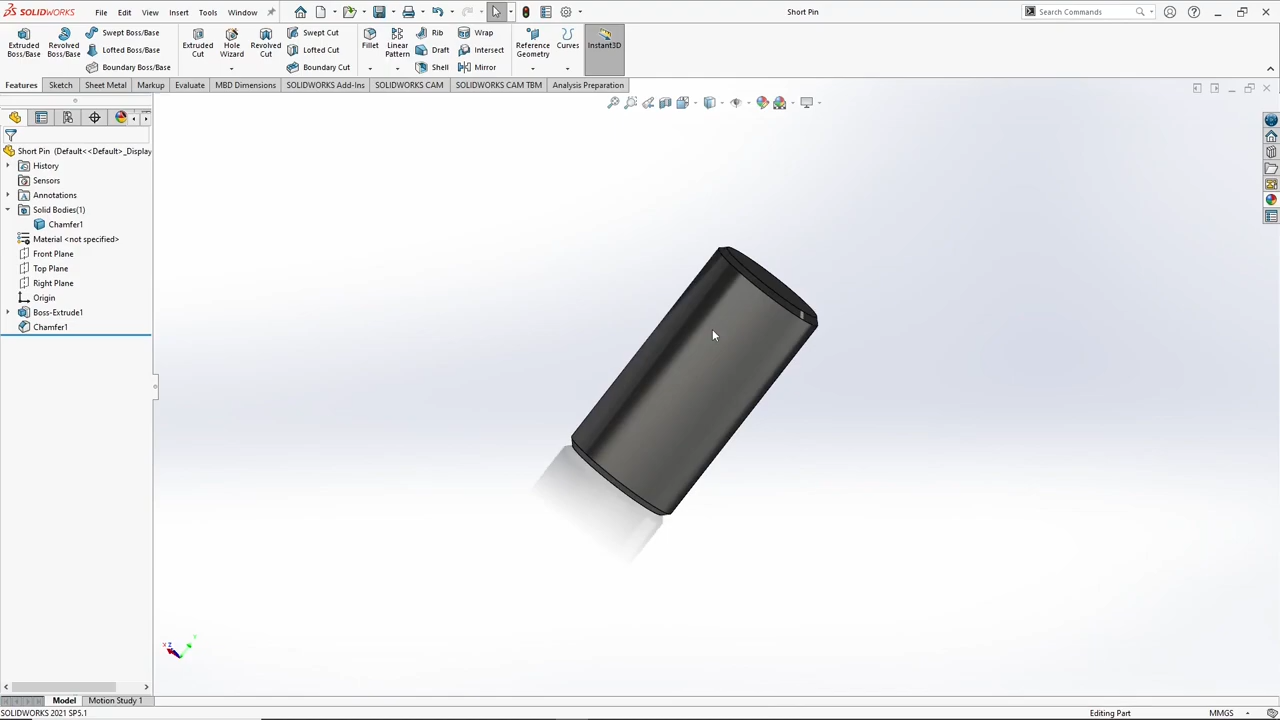 SOLIDWORKS File Edit View Insert Tools Window Short Pin Search Commands
Extruded Boss/Base Revolved Boss/Base Swept Boss/Base Lofted Boss/Base Boundary Boss/Base Extruded Cut Hole Wizard Revolved Cut Swept Cut Lofted Cut Boundary Cut Fillet Linear Pattern Rib Draft Shell Wrap Intersect Mirror Reference Geometry Curves Instant3D
Features Sketch Sheet Metal Markup Evaluate MBD Dimensions SOLIDWORKS Add-Ins SOLIDWORKS CAM SOLIDWORKS CAM TBM Analysis Preparation
Short Pin (Default<<Default>_Display
History
Sensors
Annotations
Solid Bodies(1)
Chamfer1
Material <not specified>
Front Plane
Top Plane
Right Plane
Origin
Boss-Extrude1
Chamfer1
Model Motion Study 1
SOLIDWORKS 2021 SP5.1 Editing Part MMGS